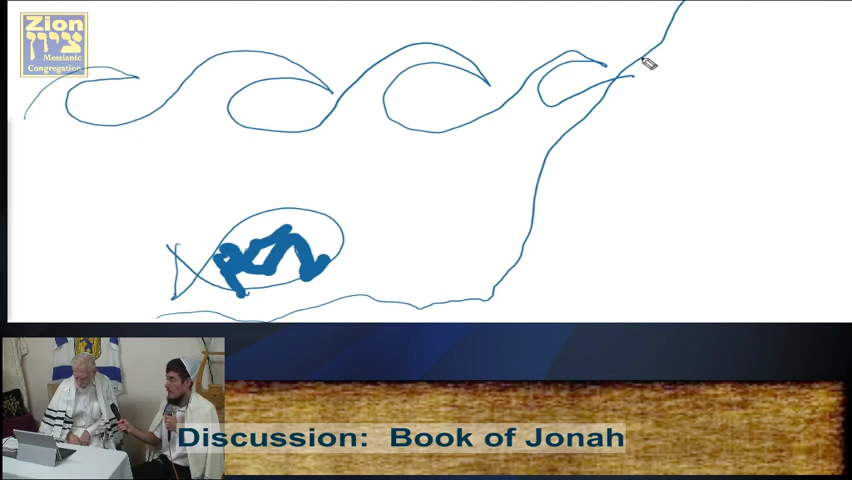 Zion
ציון
Messianic
Congregation
Discussion: Book of Jonah